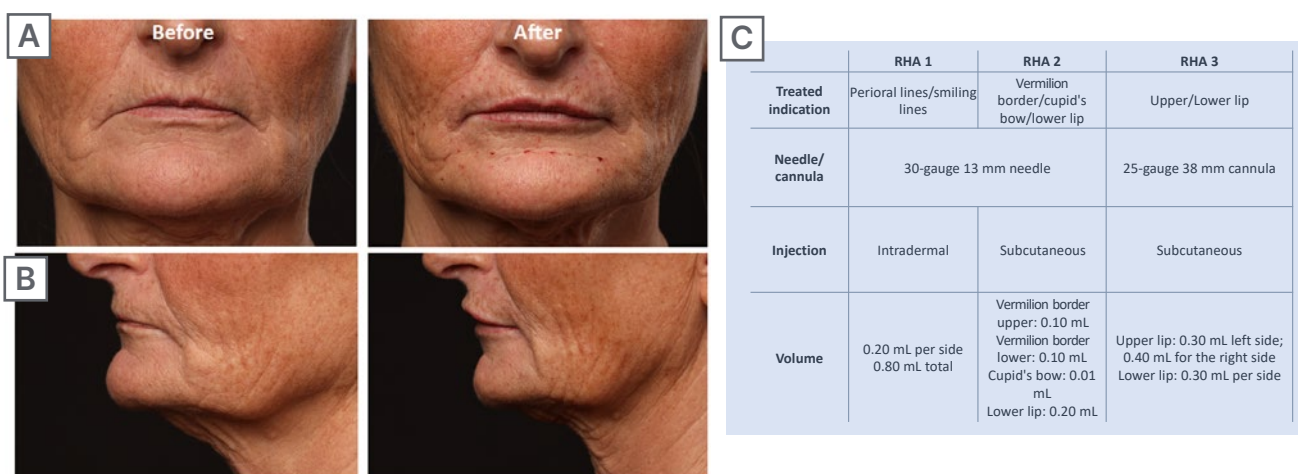 A
Before
After
B
C
RHA 1
RHA 2
RHA 3
Treated
indication
Perioral lines/smiling
lines
Vermilion
border/cupid's
bow/lower lip
Upper/Lower lip
Needle/
cannula
30-gauge 13 mm needle
25-gauge 38 mm cannula
Injection
Intradermal
Subcutaneous
Subcutaneous
Volume
0.20 mL per side
0.80 mL total
Vermilion border
upper: 0.10 mL
Vermilion border
lower: 0.10 mL
Cupid's bow: 0.01
mL
Lower lip: 0.20 mL
Upper lip: 0.30 mL left side;
0.40 mL for the right side
Lower lip: 0.30 mL per side